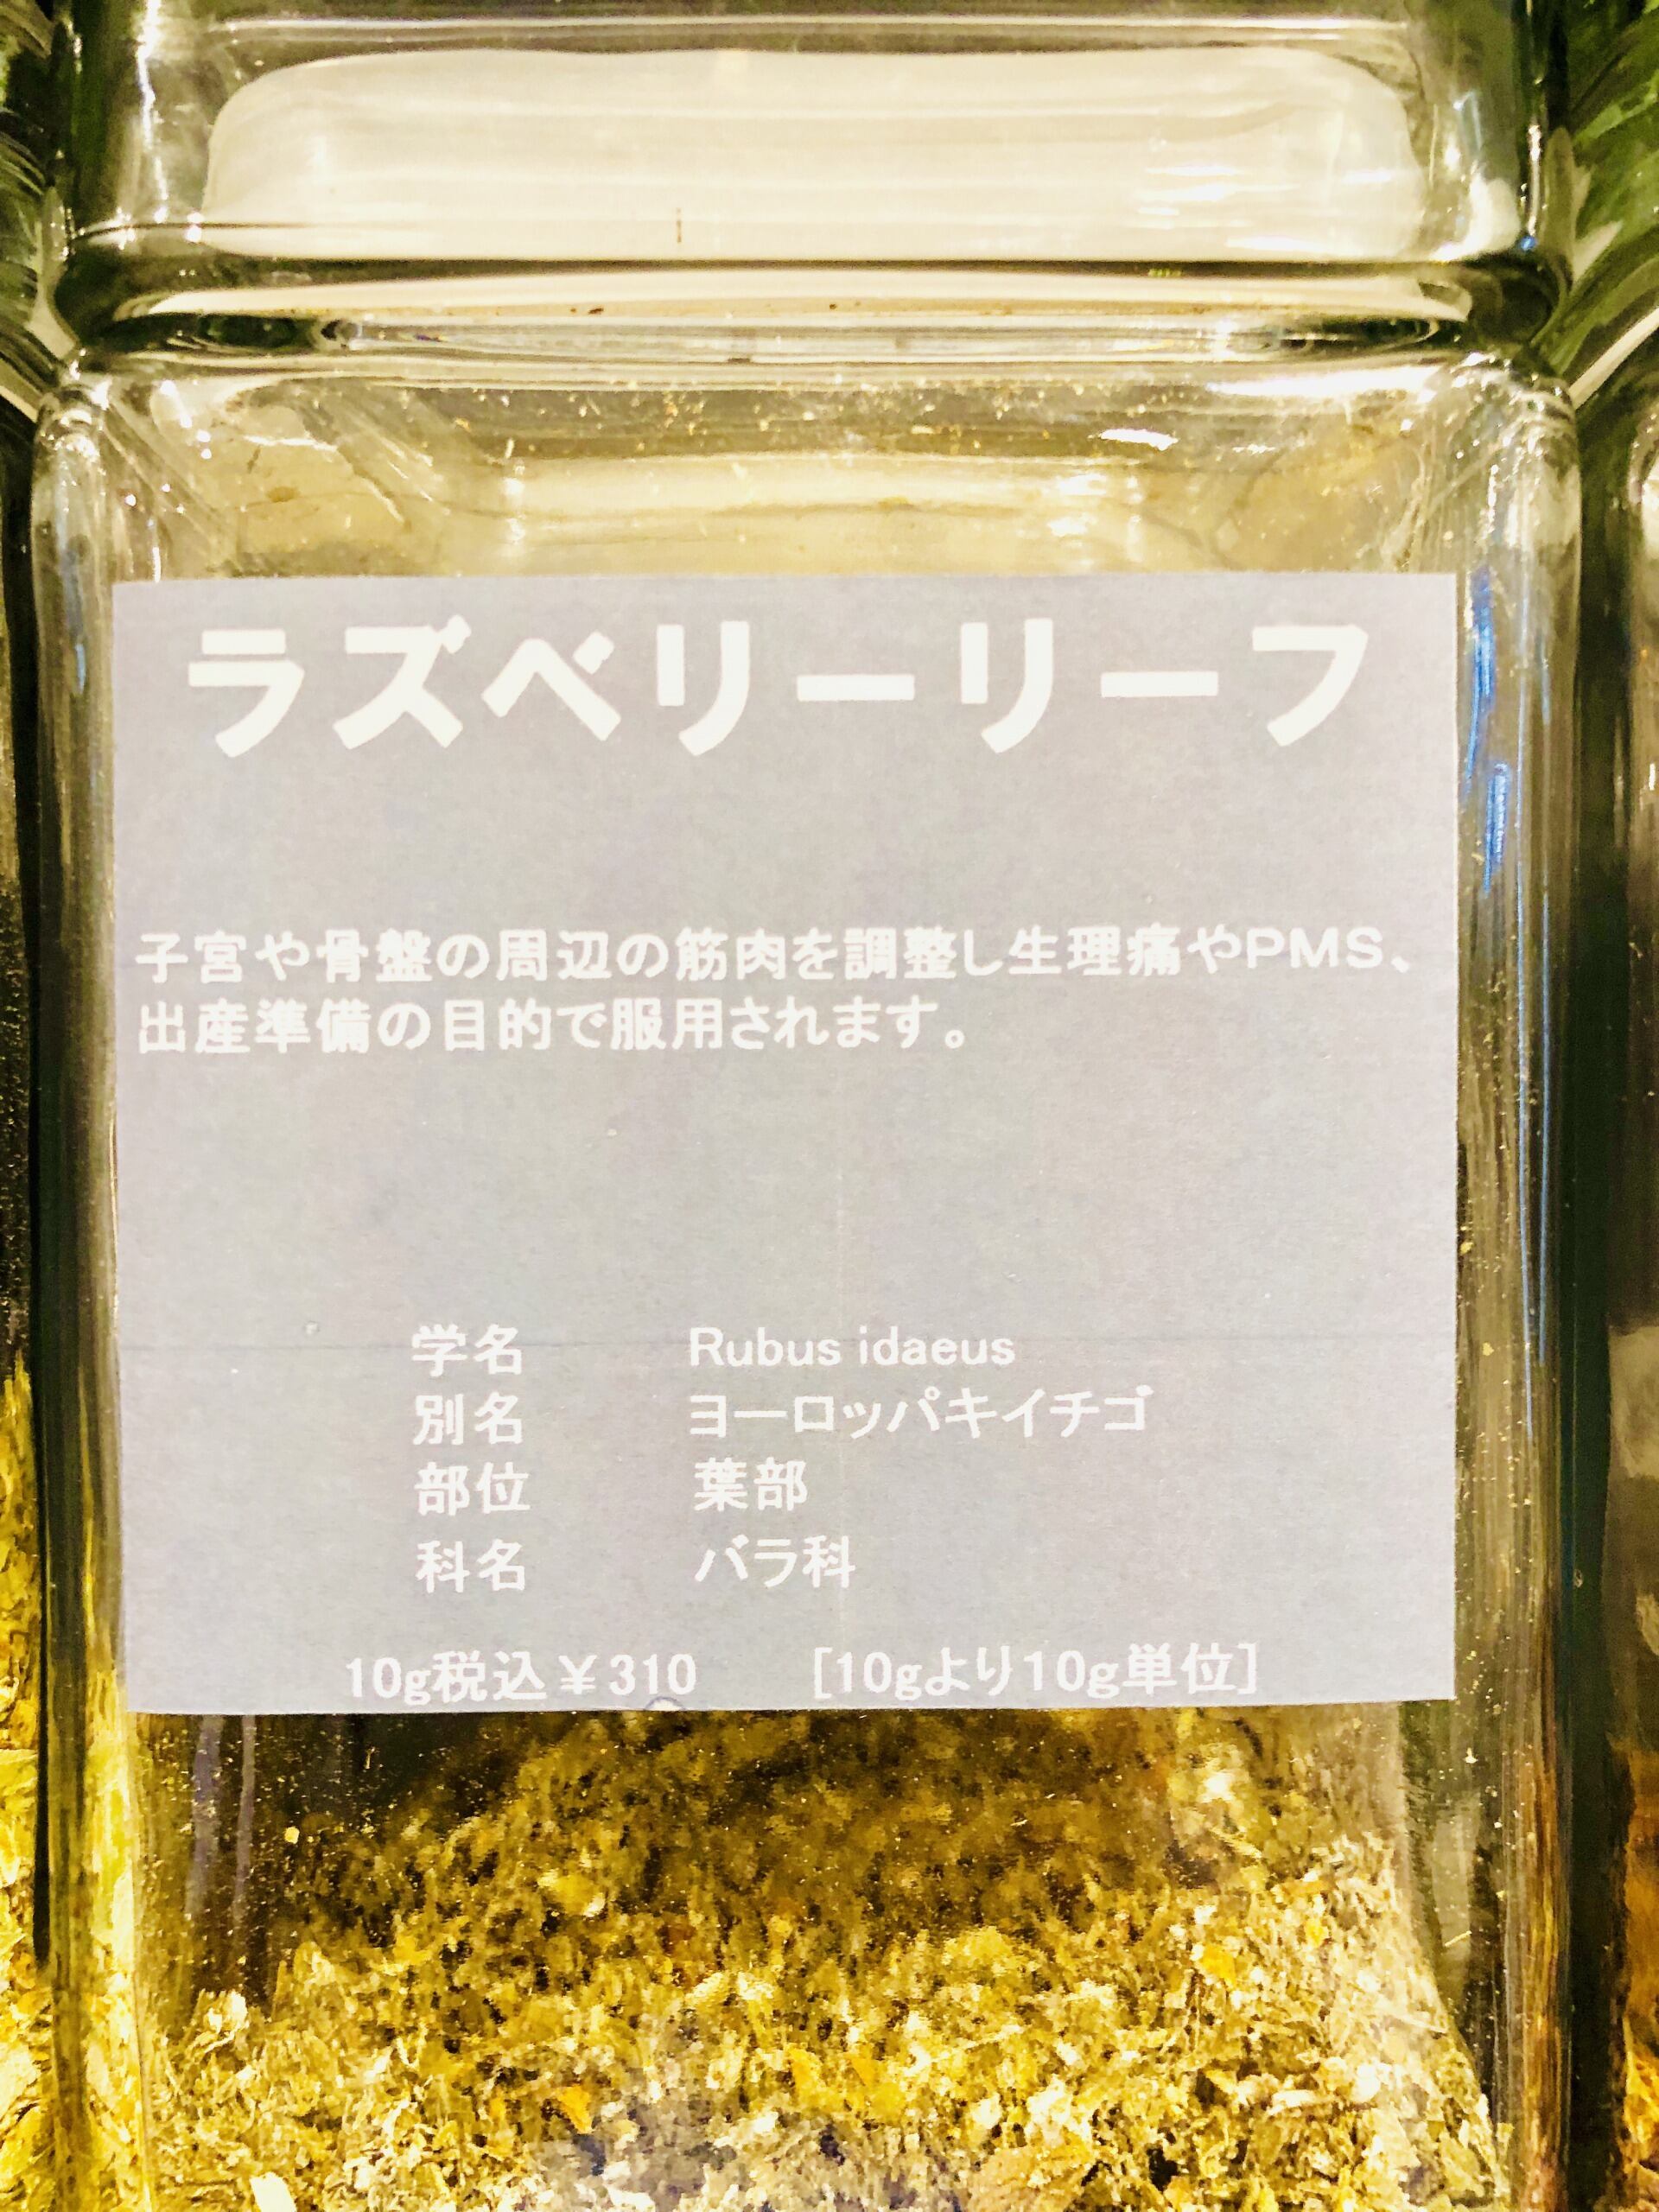 ラズベリーリーフ
子宮や骨盤の周辺の筋肉を調整し生理痛やPMS、
出産準備の目的で服用されます。
学名 Rubus idaeus
別名 ヨーロッパキイチゴ
部位 葉部
科名 バラ科
10g税込￥310 [10gより10g単位]